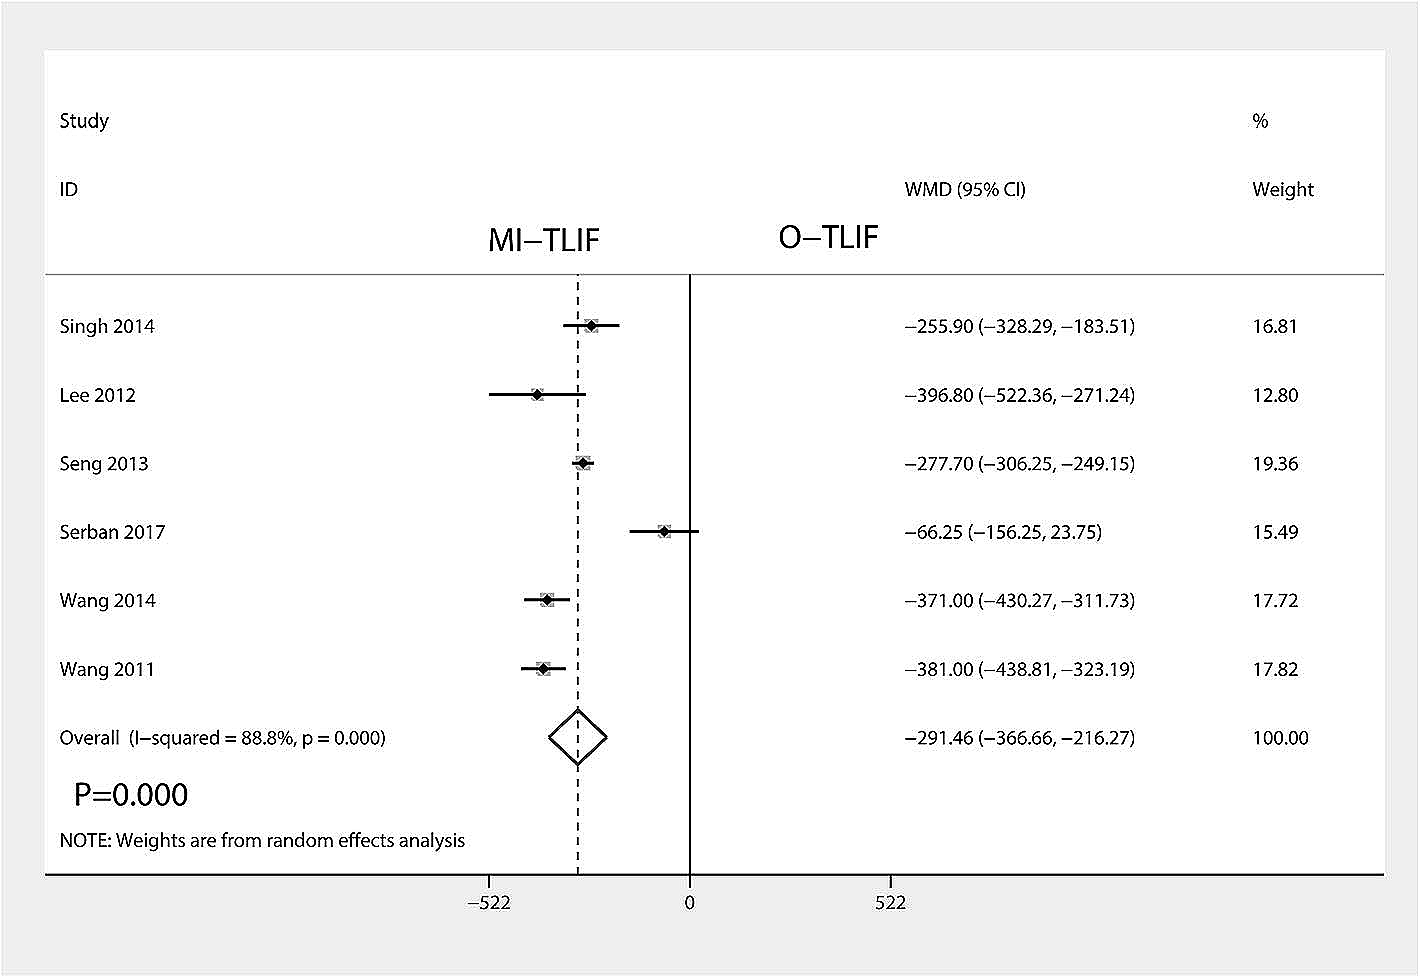 Study %
ID WMD (95% CI) Weight
MI−TLIF O−TLIF
Singh 2014 −255.90 (−328.29, −183.51) 16.81
Lee 2012 −396.80 (−522.36, −271.24) 12.80
Seng 2013 −277.70 (−306.25, −249.15) 19.36
Serban 2017 −66.25 (−156.25, 23.75) 15.49
Wang 2014 −371.00 (−430.27, −311.73) 17.72
Wang 2011 −381.00 (−438.81, −323.19) 17.82
Overall (I−squared = 88.8%, p = 0.000) −291.46 (−366.66, −216.27) 100.00
P=0.000
NOTE: Weights are from random effects analysis
−522 0 522